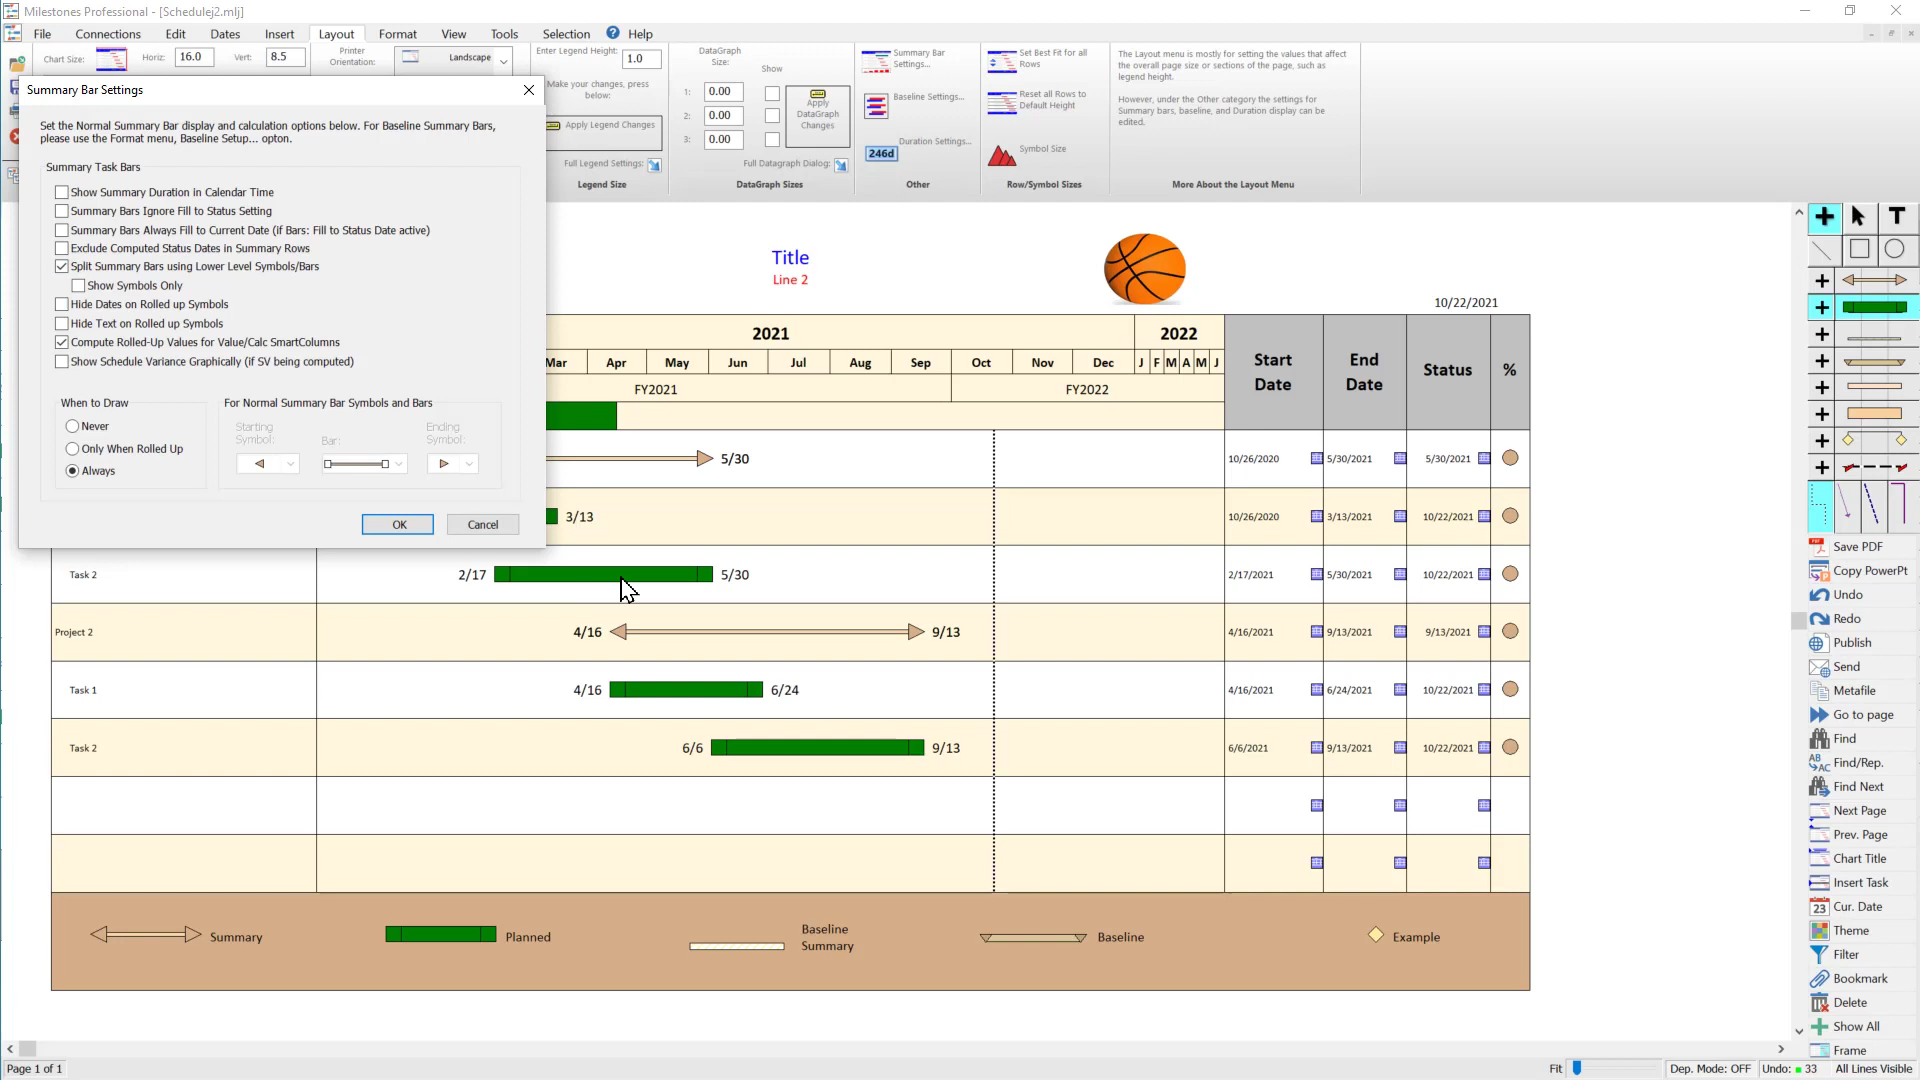 Milestones Professional - [Schedulej2.mlj]
File Connections Edit Dates Insert Layout Format View Tools Selection Help
Chart Size: Horiz: 16.0 Vert: 8.5 Printer Orientation: Landscape
Enter Legend Height: 1.0
Make your changes, press below:
Apply Legend Changes
Full Legend Settings:
Legend Size
DataGraph Size: Show
1: 0.00
2: 0.00
3: 0.00
Apply DataGraph Changes
Full Datagraph Dialog:
DataGraph Sizes
Summary Bar Settings...
Baseline Settings...
246d Duration Settings...
Other
Set Best Fit for all Rows
Reset all Rows to Default Height
Symbol Size
Row/Symbol Sizes
The Layout menu is mostly for setting the values that affect
the overall page size or sections of the page, such as
legend height.
However, under the Other category the settings for
Summary bars, baseline, and Duration display can be
edited.
More About the Layout Menu
Summary Bar Settings
Set the Normal Summary Bar display and calculation options below. For Baseline Summary Bars,
please use the Format menu, Baseline Setup... opton.
Summary Task Bars
Show Summary Duration in Calendar Time
Summary Bars Ignore Fill to Status Setting
Summary Bars Always Fill to Current Date (if Bars: Fill to Status Date active)
Exclude Computed Status Dates in Summary Rows
Split Summary Bars using Lower Level Symbols/Bars
Show Symbols Only
Hide Dates on Rolled up Symbols
Hide Text on Rolled up Symbols
Compute Rolled-Up Values for Value/Calc SmartColumns
Show Schedule Variance Graphically (if SV being computed)
When to Draw
Never
Only When Rolled Up
Always
For Normal Summary Bar Symbols and Bars
Starting Symbol: Bar: Ending Symbol:
OK Cancel
Title
Line 2
10/22/2021
2021 2022
Mar Apr May Jun Jul Aug Sep Oct Nov Dec J F M A M J
FY2021 FY2022
Start Date End Date Status %
5/30 10/26/2020 5/30/2021 5/30/2021
3/13 10/26/2020 3/13/2021 10/22/2021
Task 2 2/17 5/30 2/17/2021 5/30/2021 10/22/2021
Project 2 4/16 9/13 4/16/2021 9/13/2021 9/13/2021
Task 1 4/16 6/24 4/16/2021 6/24/2021 10/22/2021
Task 2 6/6 9/13 6/6/2021 9/13/2021 10/22/2021
Summary Planned Baseline Summary Baseline Example
T
Save PDF
Copy PowerPt
Undo
Redo
Publish
Send
Metafile
Go to page
Find
Find/Rep.
Find Next
Next Page
Prev. Page
Chart Title
Insert Task
23 Cur. Date
Theme
Filter
Bookmark
Delete
Show All
Frame
Page 1 of 1 Fit Dep. Mode: OFF Undo: 33 All Lines Visible